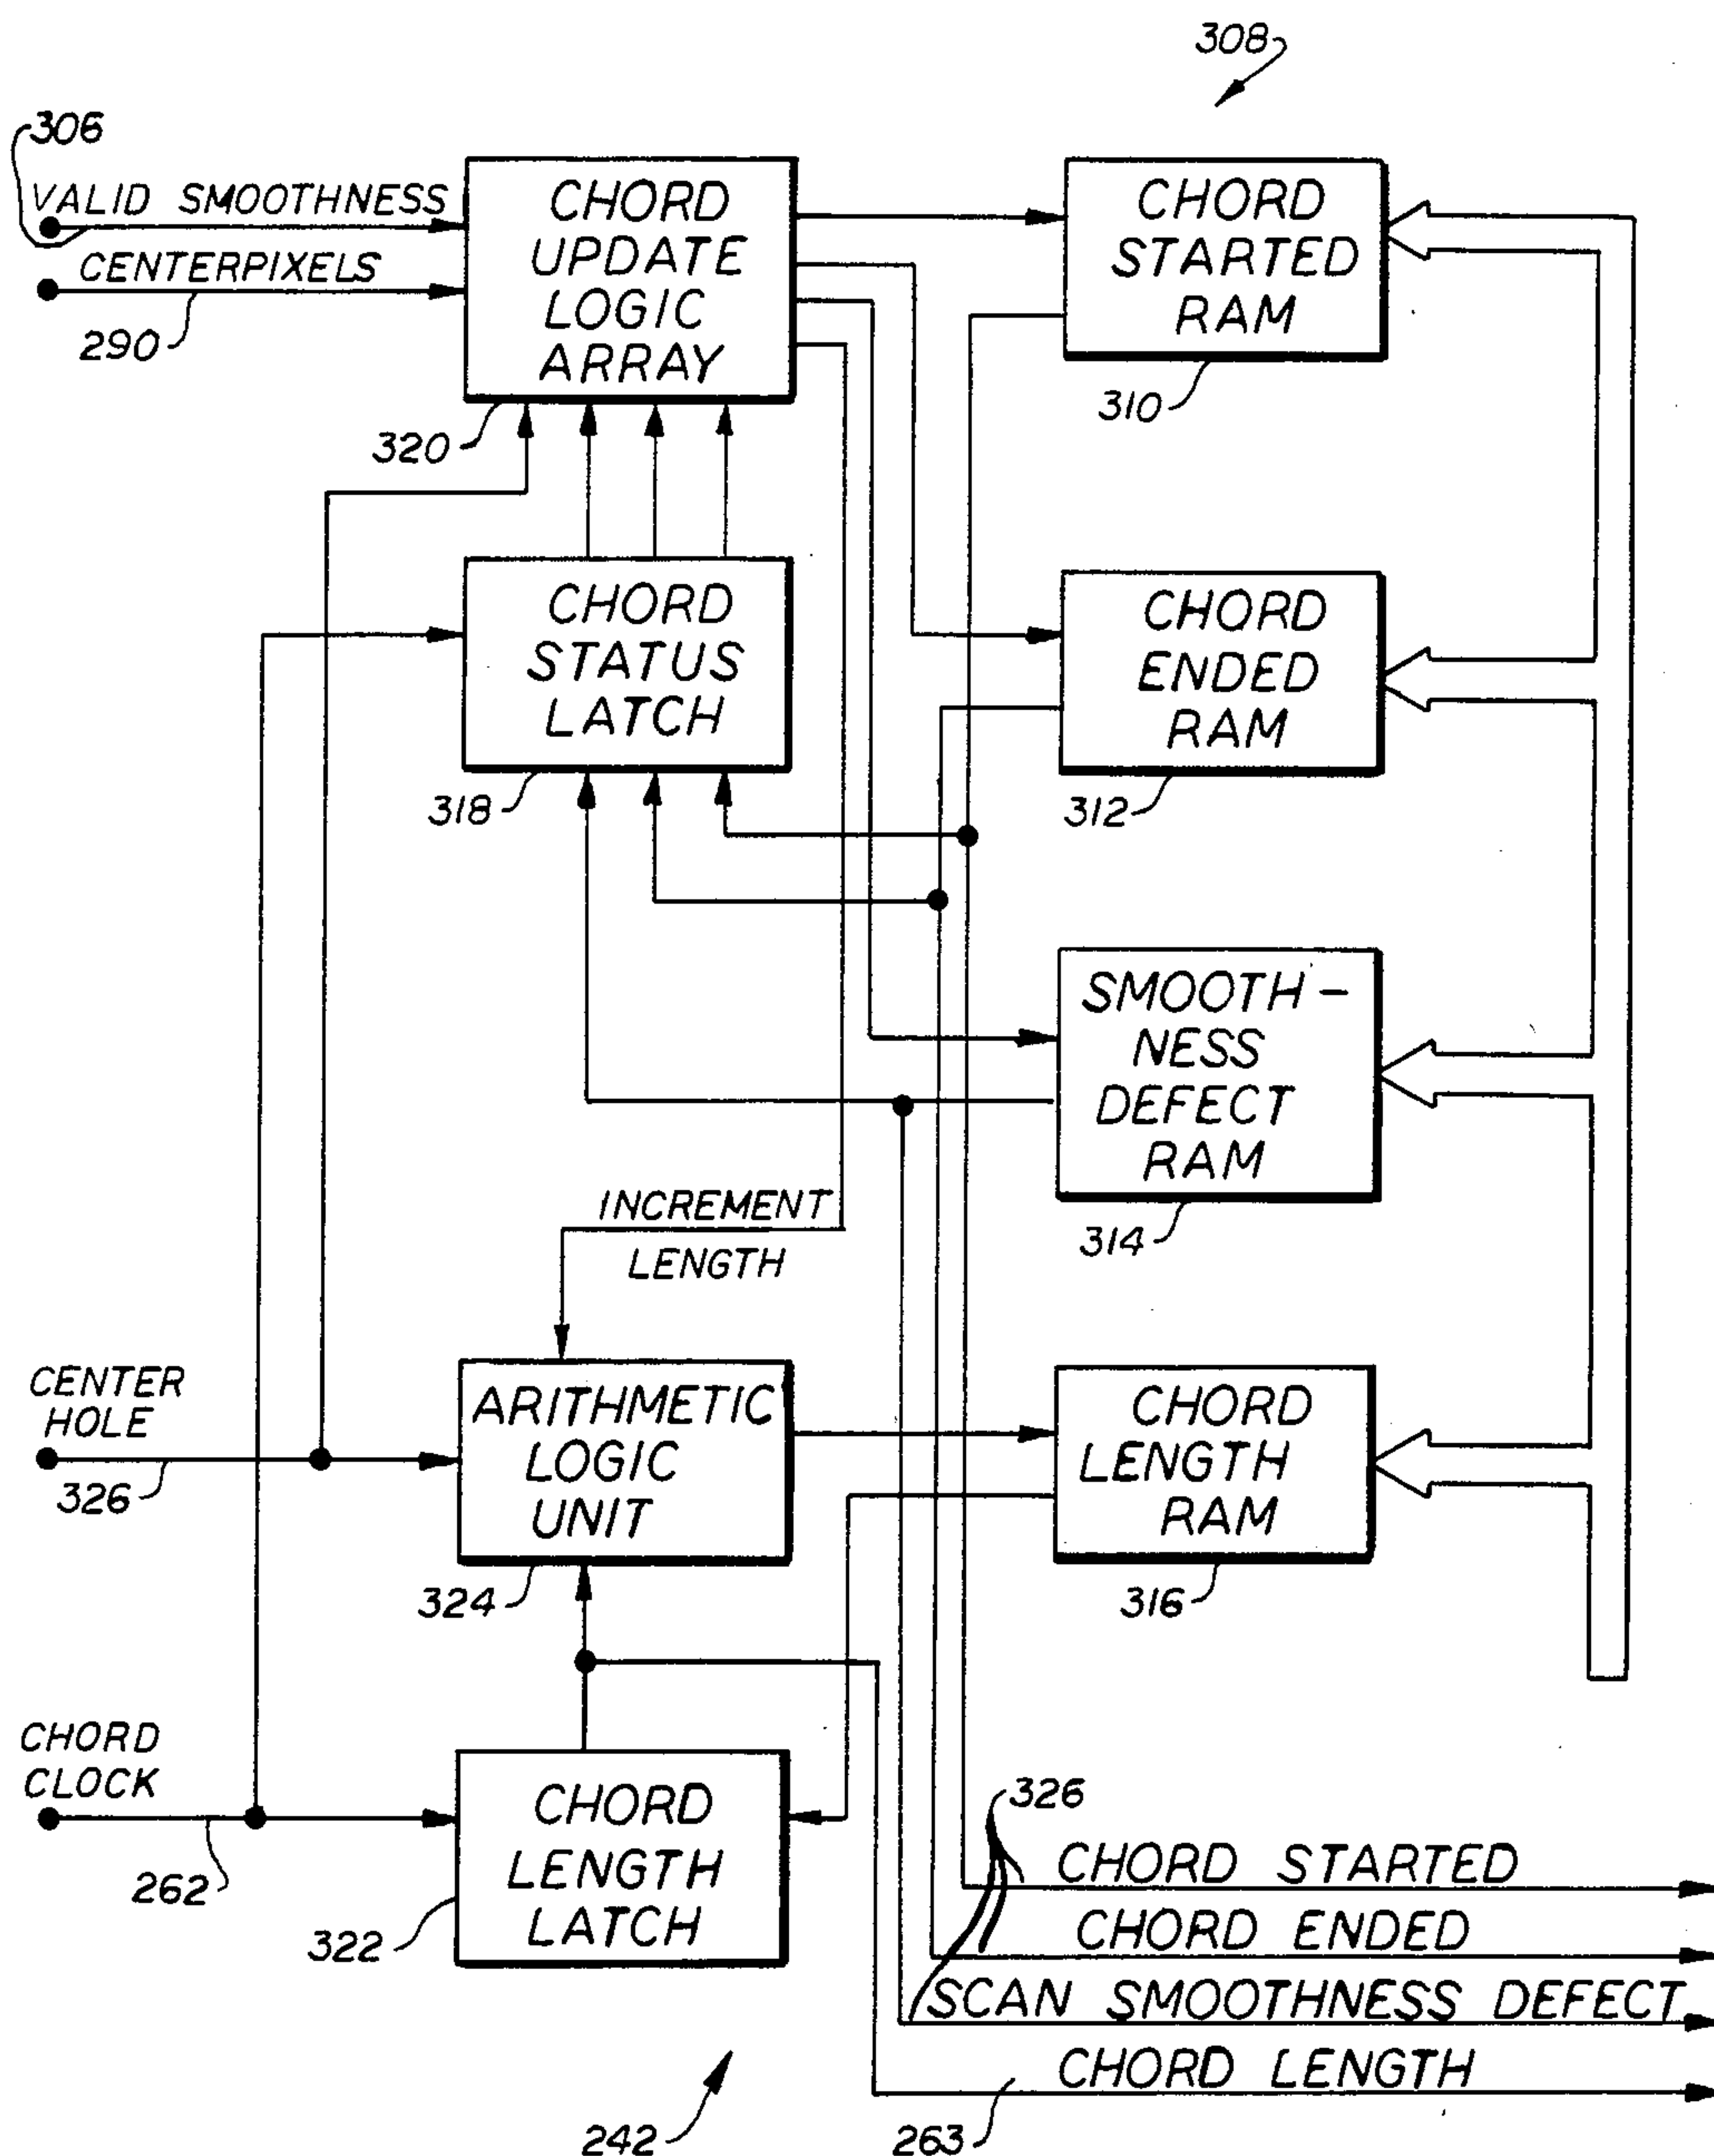 308
306
VALID SMOOTHNESS
CENTERPIXELS
290
CHORD
UPDATE
LOGIC
ARRAY
320
CHORD
STARTED
RAM
310
CHORD
STATUS
LATCH
318
CHORD
ENDED
RAM
312
SMOOTH-
NESS
DEFECT
RAM
314
INCREMENT
LENGTH
CENTER
HOLE
326
ARITHMETIC
LOGIC
UNIT
324
CHORD
LENGTH
RAM
316
CHORD
CLOCK
262
CHORD
LENGTH
LATCH
322
326
CHORD STARTED
CHORD ENDED
SCAN SMOOTHNESS DEFECT
CHORD LENGTH
242
263